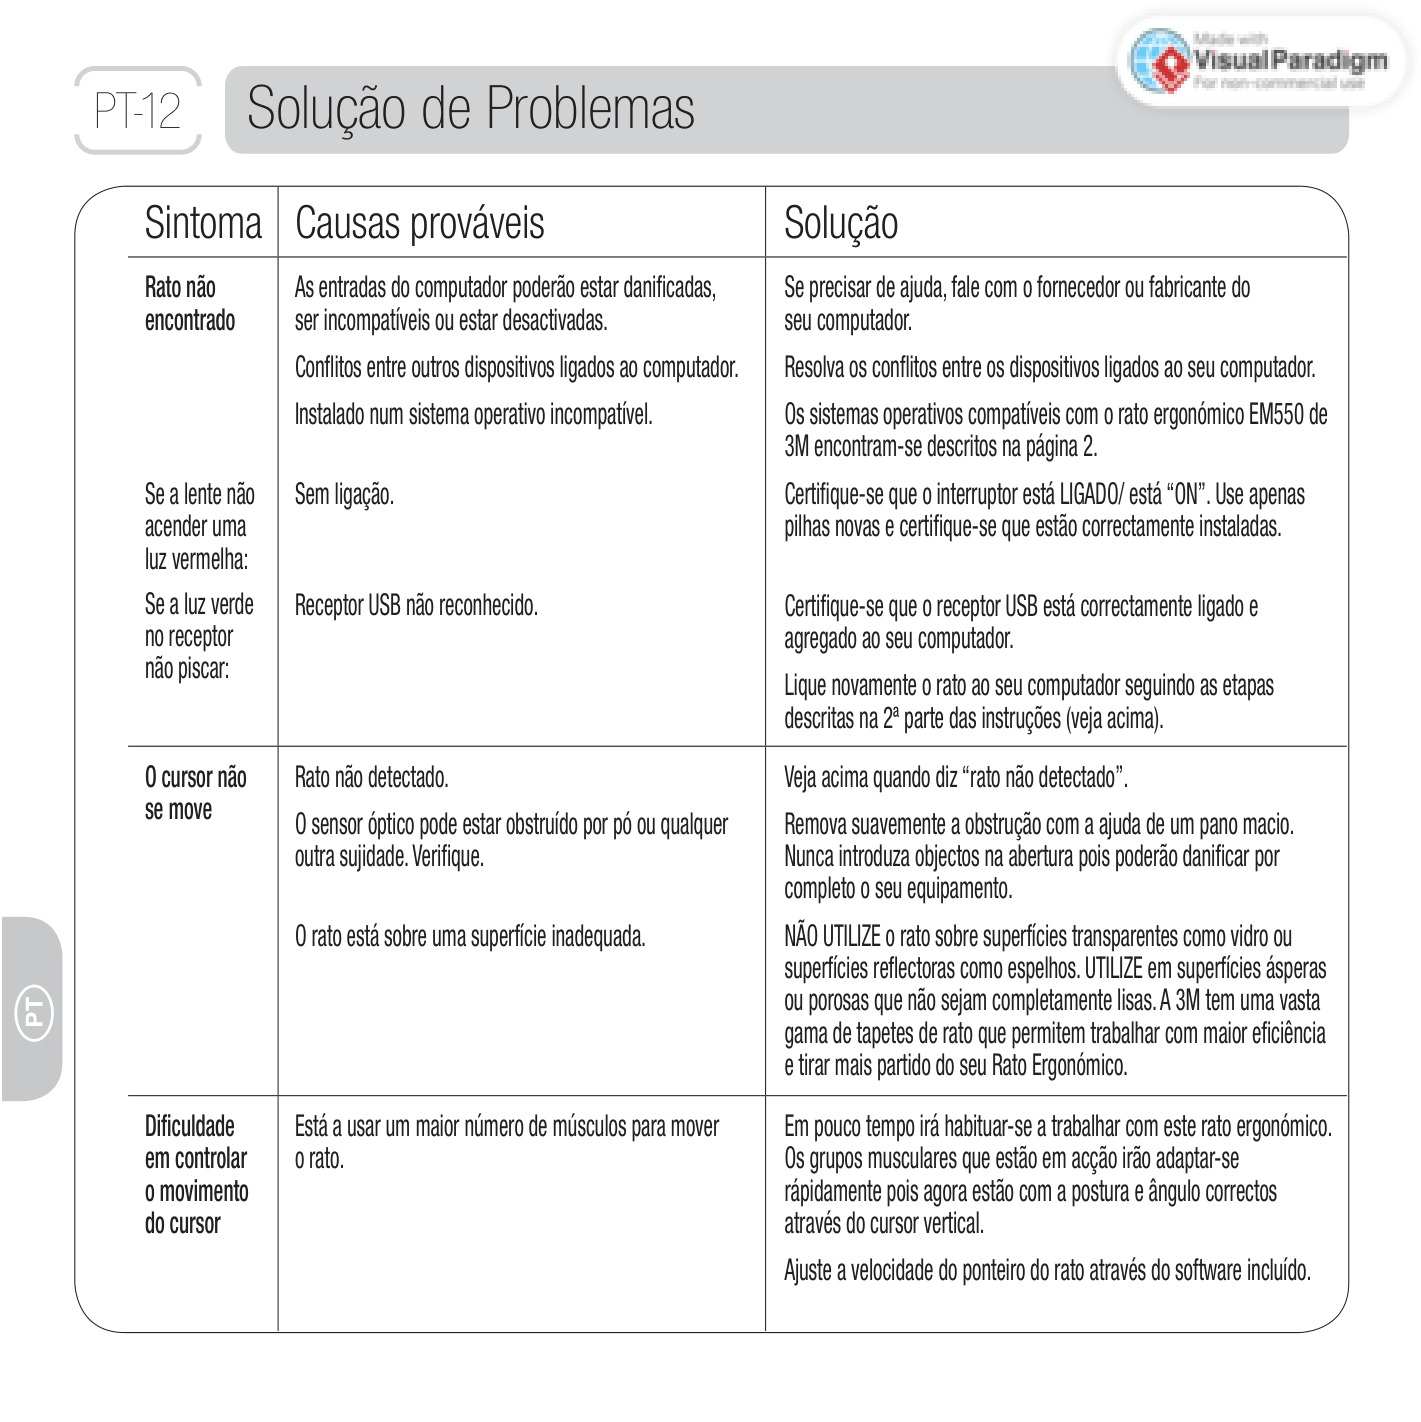 Made with
VisualParadigm
For non-commercial use
PT-12
Solução de Problemas
Sintoma
Causas prováveis
Solução
Rato não
encontrado
As entradas do computador poderão estar danificadas,
ser incompatíveis ou estar desactivadas.
Se precisar de ajuda, fale com o fornecedor ou fabricante do
seu computador.
Conflitos entre outros dispositivos ligados ao computador.
Resolva os conflitos entre os dispositivos ligados ao seu computador.
Instalado num sistema operativo incompatível.
Os sistemas operativos compatíveis com o rato ergonómico EM550 de
3M encontram-se descritos na página 2.
Se a lente não
acender uma
luz vermelha:
Sem ligação.
Certifique-se que o interruptor está LIGADO/ está “ON”. Use apenas
pilhas novas e certifique-se que estão correctamente instaladas.
Se a luz verde
no receptor
não piscar:
Receptor USB não reconhecido.
Certifique-se que o receptor USB está correctamente ligado e
agregado ao seu computador.
Lique novamente o rato ao seu computador seguindo as etapas
descritas na 2ª parte das instruções (veja acima).
O cursor não
se move
Rato não detectado.
Veja acima quando diz “rato não detectado”.
O sensor óptico pode estar obstruído por pó ou qualquer
outra sujidade. Verifique.
Remova suavemente a obstrução com a ajuda de um pano macio.
Nunca introduza objectos na abertura pois poderão danificar por
completo o seu equipamento.
O rato está sobre uma superfície inadequada.
NÃO UTILIZE o rato sobre superfícies transparentes como vidro ou
superfícies reflectoras como espelhos. UTILIZE em superfícies ásperas
ou porosas que não sejam completamente lisas. A 3M tem uma vasta
gama de tapetes de rato que permitem trabalhar com maior eficiência
e tirar mais partido do seu Rato Ergonómico.
PT
Dificuldade
em controlar
o movimento
do cursor
Está a usar um maior número de músculos para mover
o rato.
Em pouco tempo irá habituar-se a trabalhar com este rato ergonómico.
Os grupos musculares que estão em acção irão adaptar-se
rápidamente pois agora estão com a postura e ângulo correctos
através do cursor vertical.
Ajuste a velocidade do ponteiro do rato através do software incluído.